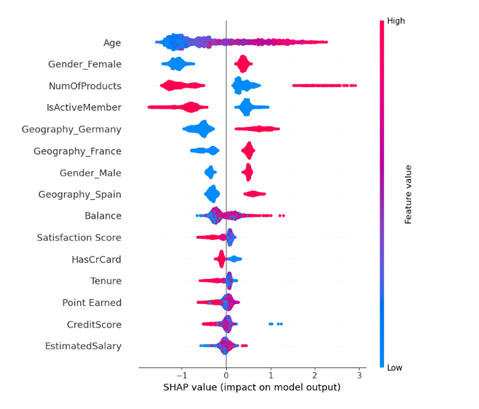 High
Age
Gender_Female
NumOfProducts
IsActiveMember
Geography_Germany
Geography_France
Gender_Male
Geography_Spain
Balance
Satisfaction Score
HasCrCard
Tenure
Point Earned
CreditScore
EstimatedSalary
Feature value
Low
−1 0 1 2 3
SHAP value (impact on model output)